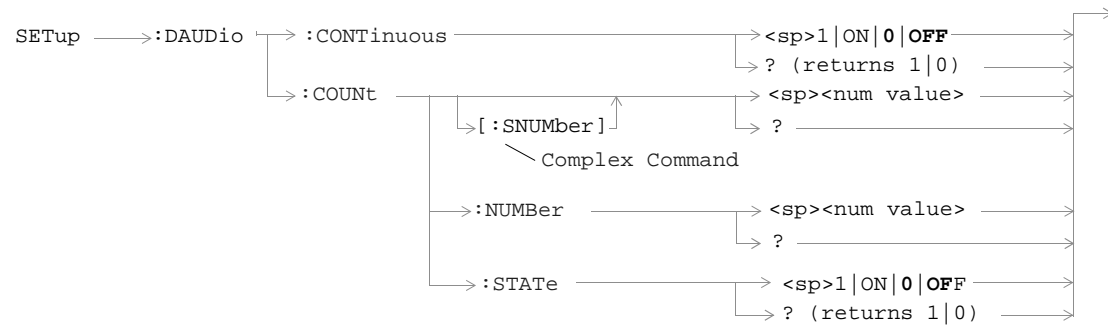 SETup :DAUDio :CONTinuous <sp>1|ON|0|OFF
? (returns 1|0)
:COUNt <sp><num value>
[:SNUMber] ?
Complex Command
:NUMBer <sp><num value>
?
:STATe <sp>1|ON|0|OFF
? (returns 1|0)